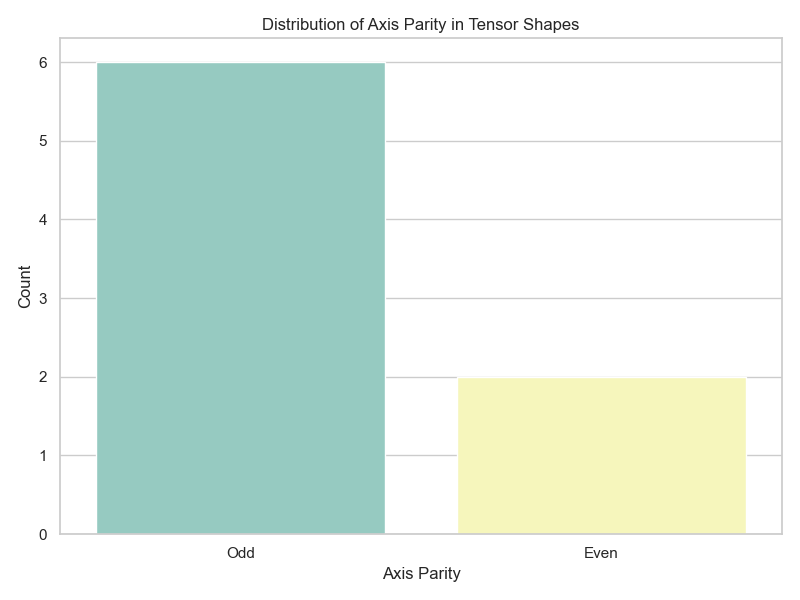 Distribution of Axis Parity in Tensor Shapes
6
5
4
3
2
1
0
Count
Odd
Even
Axis Parity